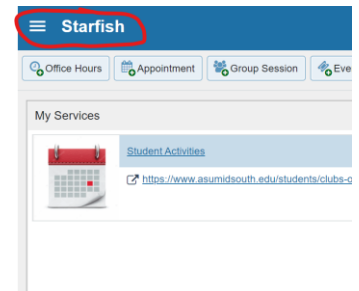 Starfish
Office Hours Appointment Group Session Eve
My Services
Student Activities
https://www.asumidsouth.edu/students/clubs-o